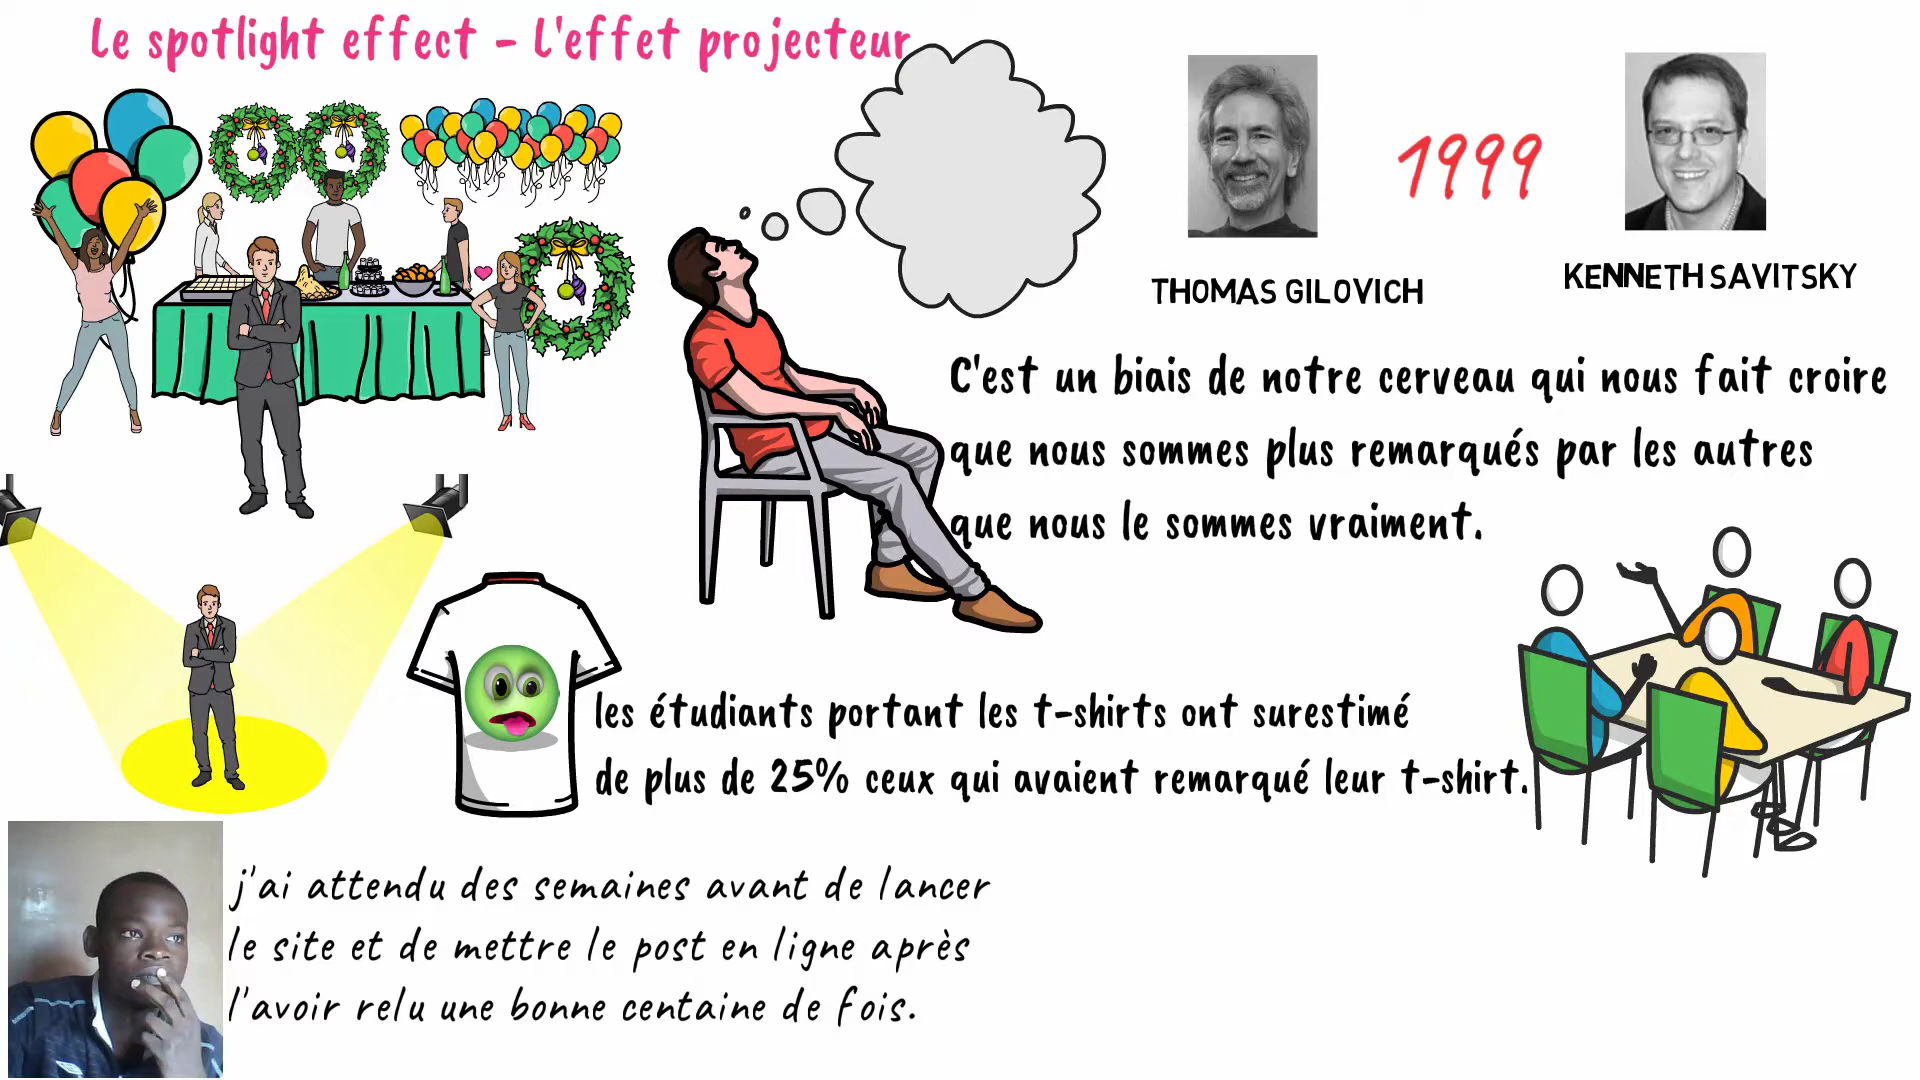 Le spotlight effect - L'effet projecteur
1999
THOMAS GILOVICH
KENNETH SAVITSKY
C'est un biais de notre cerveau qui nous fait croire
que nous sommes plus remarqués par les autres
que nous le sommes vraiment.
les étudiants portant les t-shirts ont surestimé
de plus de 25% ceux qui avaient remarqué leur t-shirt.
j'ai attendu des semaines avant de lancer
le site et de mettre le post en ligne après
l'avoir relu une bonne centaine de fois.